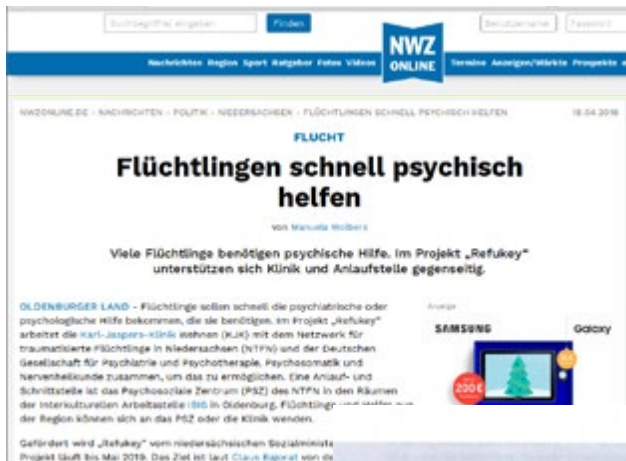 Suchbegriff(e) eingeben Finden Benutzername Passwort
NWZ
ONLINE
Nachrichten Region Sport Ratgeber Fotos Videos Termine Anzeigen/Märkte Prospekte
NWZONLINE.DE › NACHRICHTEN › POLITIK › NIEDERSACHSEN › FLÜCHTLINGEN SCHNELL PSYCHISCH HELFEN 18.04.2018
FLUCHT
Flüchtlingen schnell psychisch
helfen
von Manuela Wolbers
Viele Flüchtlinge benötigen psychische Hilfe. Im Projekt „Refukey“
unterstützen sich Klinik und Anlaufstelle gegenseitig.
OLDENBURGER LAND – Flüchtlinge sollen schnell die psychiatrische oder
psychologische Hilfe bekommen, die sie benötigen. Im Projekt „Refukey“
arbeitet die Karl-Jaspers-Klinik Wehnen (KJK) mit dem Netzwerk für
traumatisierte Flüchtlinge in Niedersachsen (NTFN) und der Deutschen
Gesellschaft für Psychiatrie und Psychotherapie, Psychosomatik und
Nervenheilkunde zusammen, um das zu ermöglichen. Eine Anlauf- und
Schnittstelle ist das Psychosoziale Zentrum (PSZ) des NTFN in den Räumen
der Interkulturellen Arbeitsstelle IBIS in Oldenburg. Flüchtlinge und Helfer aus
der Region können sich an das PSZ oder die Klinik wenden.
Gefördert wird „Refukey“ vom niedersächsischen Sozialministe
Projekt läuft bis Mai 2019. Das Ziel ist laut Claus Bajorat von de
Anzeige
SAMSUNG Galaxy
200 €